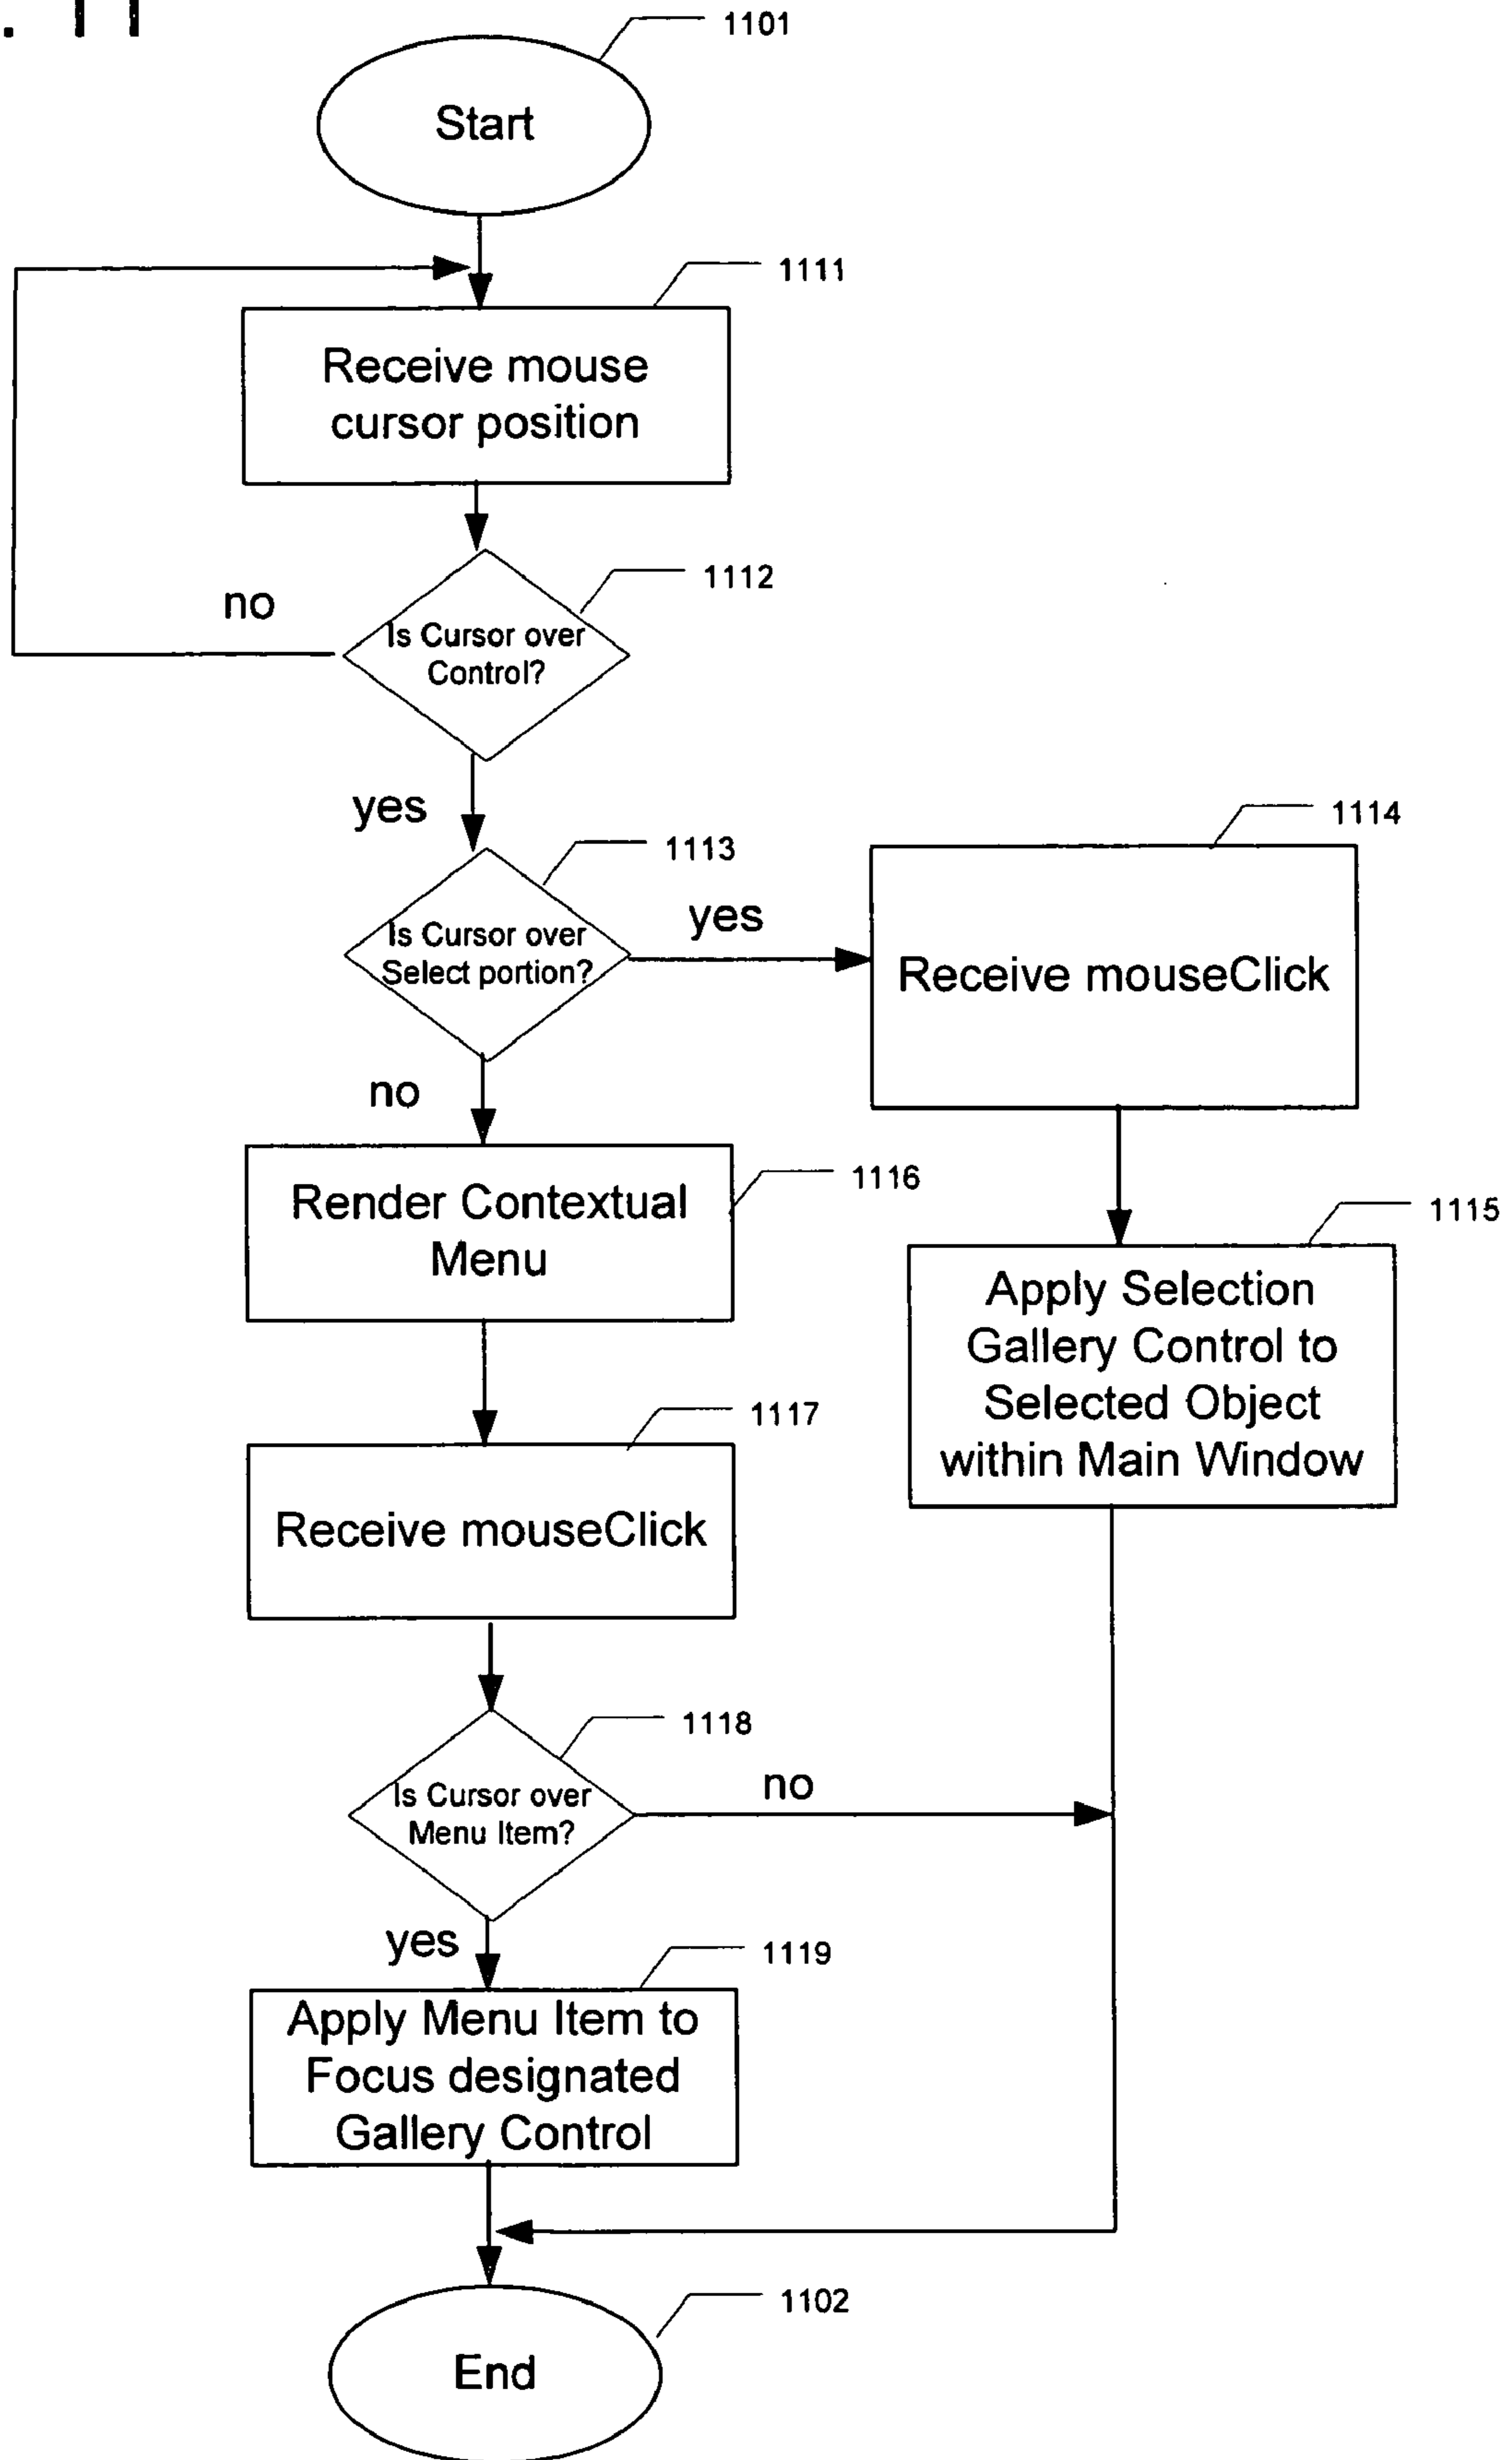 . 11
1101
Start
1111
Receive mouse
cursor position
1112
no
Is Cursor over
Control?
yes
1113
Is Cursor over
Select portion?
yes
1114
Receive mouseClick
no
1116
Render Contextual
Menu
1115
Apply Selection
Gallery Control to
Selected Object
within Main Window
1117
Receive mouseClick
1118
Is Cursor over
Menu Item?
no
yes
1119
Apply Menu Item to
Focus designated
Gallery Control
1102
End